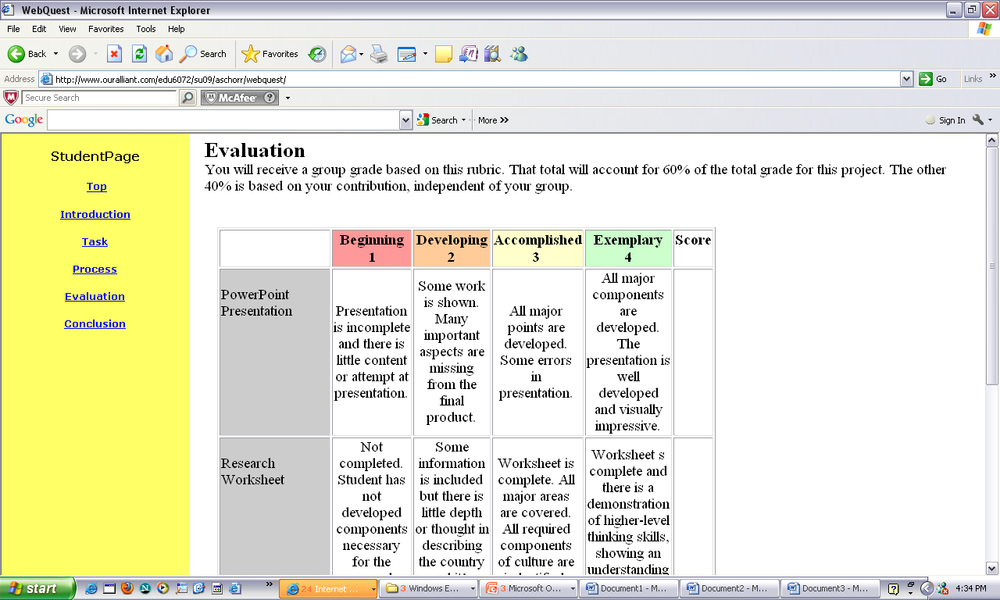 WebQuest - Microsoft Internet Explorer
File Edit View Favorites Tools Help
Back Search Favorites
Address http://www.ouralliant.com/edu6072/su09/aschorr/webquest/ Go Links »
Secure Search McAfee
Google Search More » Sign In
StudentPage
Top
Introduction
Task
Process
Evaluation
Conclusion
Evaluation
You will receive a group grade based on this rubric. That total will account for 60% of the total grade for this project. The other
40% is based on your contribution, independent of your group.
Beginning
1
Developing
2
Accomplished
3
Exemplary
4
Score
PowerPoint
Presentation
Presentation
is incomplete
and there is
little content
or attempt at
presentation.
Some work
is shown.
Many
important
aspects are
missing
from the
final
product.
All major
points are
developed.
Some errors
in
presentation.
All major
components
are
developed.
The
presentation is
well
developed
and visually
impressive.
Research
Worksheet
Not
completed.
Student has
not
developed
components
necessary
for the
Some
information
is included
but there is
little depth
or thought in
describing
the country
Worksheet is
complete. All
major areas
are covered.
All required
components
of culture are
Worksheet s
complete and
there is a
demonstration
of higher-level
thinking skills,
showing an
understanding
start » 24 Internet ... 3 Windows E... 3 Microsoft O... Document1 - M... Document2 - M... Document3 - M... 4:34 PM